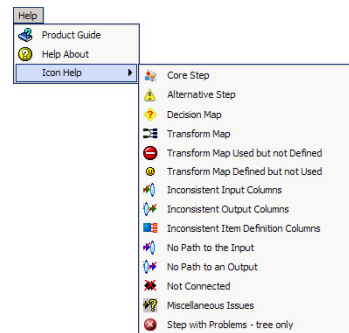 Help
Product Guide
Help About
Icon Help
Core Step
Alternative Step
Decision Map
Transform Map
Transform Map Used but not Defined
Transform Map Defined but not Used
Inconsistent Input Columns
Inconsistent Output Columns
Inconsistent Item Definition Columns
No Path to the Input
No Path to an Output
Not Connected
Miscellaneous Issues
Step with Problems - tree only